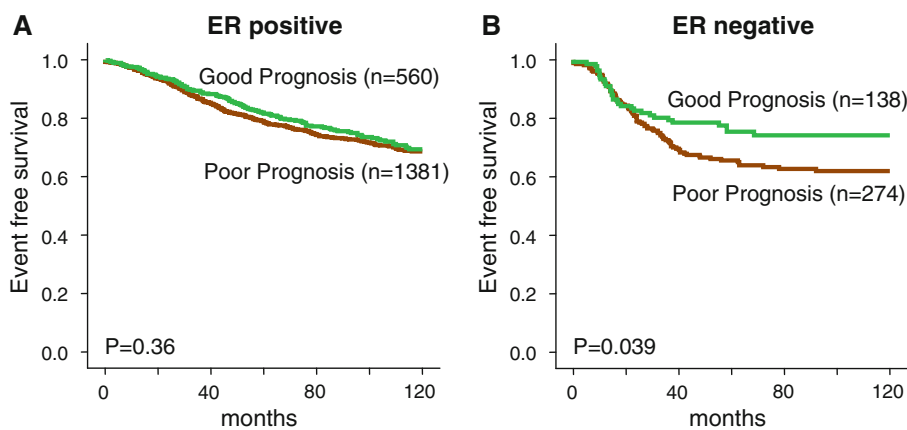 A ER positive
Event free survival
1.0
0.8
0.6
0.4
0.2
0.0
Good Prognosis (n=560)
Poor Prognosis (n=1381)
P=0.36
0 40 80 120
months
B ER negative
Event free survival
1.0
0.8
0.6
0.4
0.2
0.0
Good Prognosis (n=138)
Poor Prognosis (n=274)
P=0.039
0 40 80 120
months